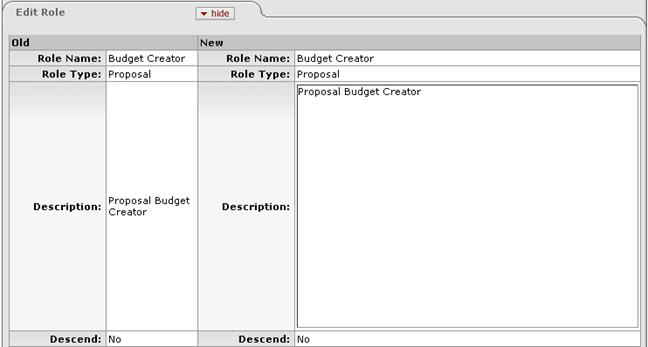 Edit Role
hide
Old New
Role Name: Budget Creator Role Name: Budget Creator
Role Type: Proposal Role Type: Proposal
Proposal Budget Creator
Description: Proposal Budget Creator Description:
Descend: No Descend: No